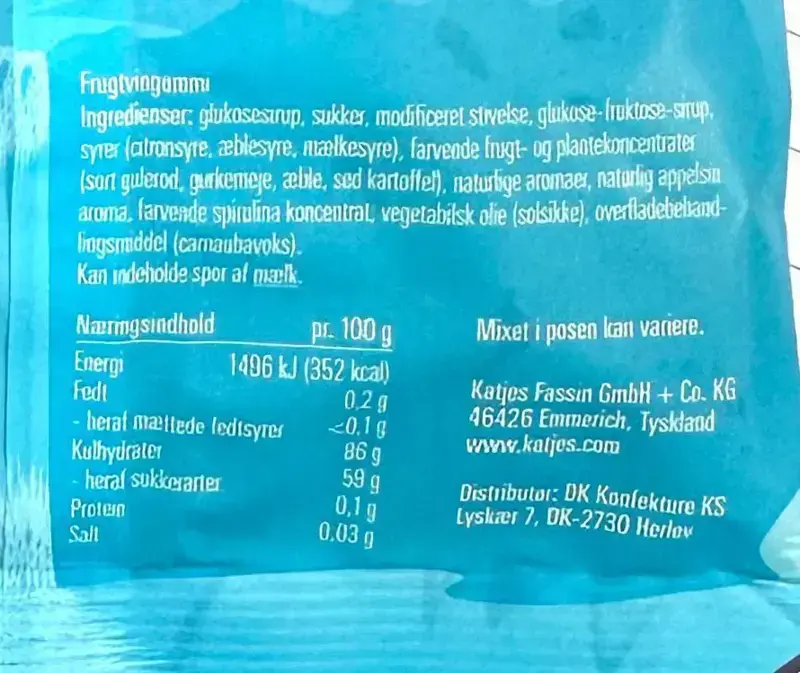 Frugtvingummi
Ingredienser: glukosesirup, sukker, modificeret stivelse, glukose-fruktose-sirup,
syrer (citronsyre, æblesyre, mælkesyre), farvende frugt- og plantekoncentrater
(sort gulerod, gurkemeje, æble, sød kartoffel), naturlige aromaer, naturlig appelsin
aroma, farvende spirulina koncentrat, vegetabilsk olie (solsikke), overfladebehand-
lingsmiddel (carnaubavoks).
Kan indeholde spor af mælk.
Næringsindhold pr. 100 g
Energi 1496 kJ (352 kcal)
Fedt 0,2 g
- heraf mættede fedtsyrer <0,1 g
Kulhydrater 86 g
- heraf sukkerarter 59 g
Protein 0,1 g
Salt 0.03 g
Mixet i posen kan variere.
Katjes Fassin GmbH + Co. KG
46426 Emmerich, Tyskland
www.katjes.com
Distributør: DK Konfekture KS
Lyskær 7, DK-2730 Herlev